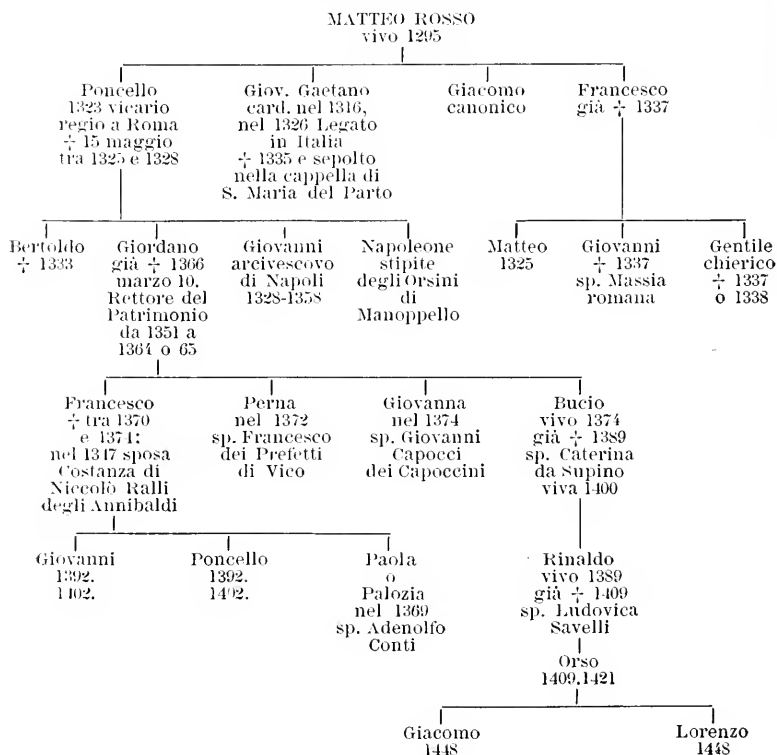 MATTEO ROSSO
vivo 1295
Poncello
1323 vicario
regio a Roma
✝ 15 maggio
tra 1325 e 1328
Giov. Gaetano
card. nel 1316,
nel 1326 Legato
in Italia
✝ 1335 e sepolto
nella cappella di
S. Maria del Parto
Giacomo
canonico
Francesco
già ✝ 1337
Bertoldo
✝ 1333
Giordano
già ✝ 1366
marzo 10.
Rettore del
Patrimonio
da 1351 a
1364 o 65
Giovanni
arcivescovo
di Napoli
1328-1358
Napoleone
stipite
degli Orsini
di
Manoppello
Matteo
1325
Giovanni
✝ 1337
sp. Massia
romana
Gentile
chierico
✝ 1337
o 1338
Francesco
✝ tra 1370
e 1374:
nel 1347 sposa
Costanza di
Niccolò Ralli
degli Annibaldi
Perna
nel 1372
sp. Francesco
dei Prefetti
di Vico
Giovanna
nel 1374
sp. Giovanni
Capocci
dei Capoccini
Bucio
vivo 1374
già ✝ 1389
sp. Caterina
da Supino
viva 1400
Giovanni
1392.
1402.
Poncello
1392.
1402.
Paola
o
Palozia
nel 1369
sp. Adenolfo
Conti
Rinaldo
vivo 1389
già ✝ 1409
sp. Ludovica
Savelli
Orso
1409.1421
Giacomo
1448
Lorenzo
1448